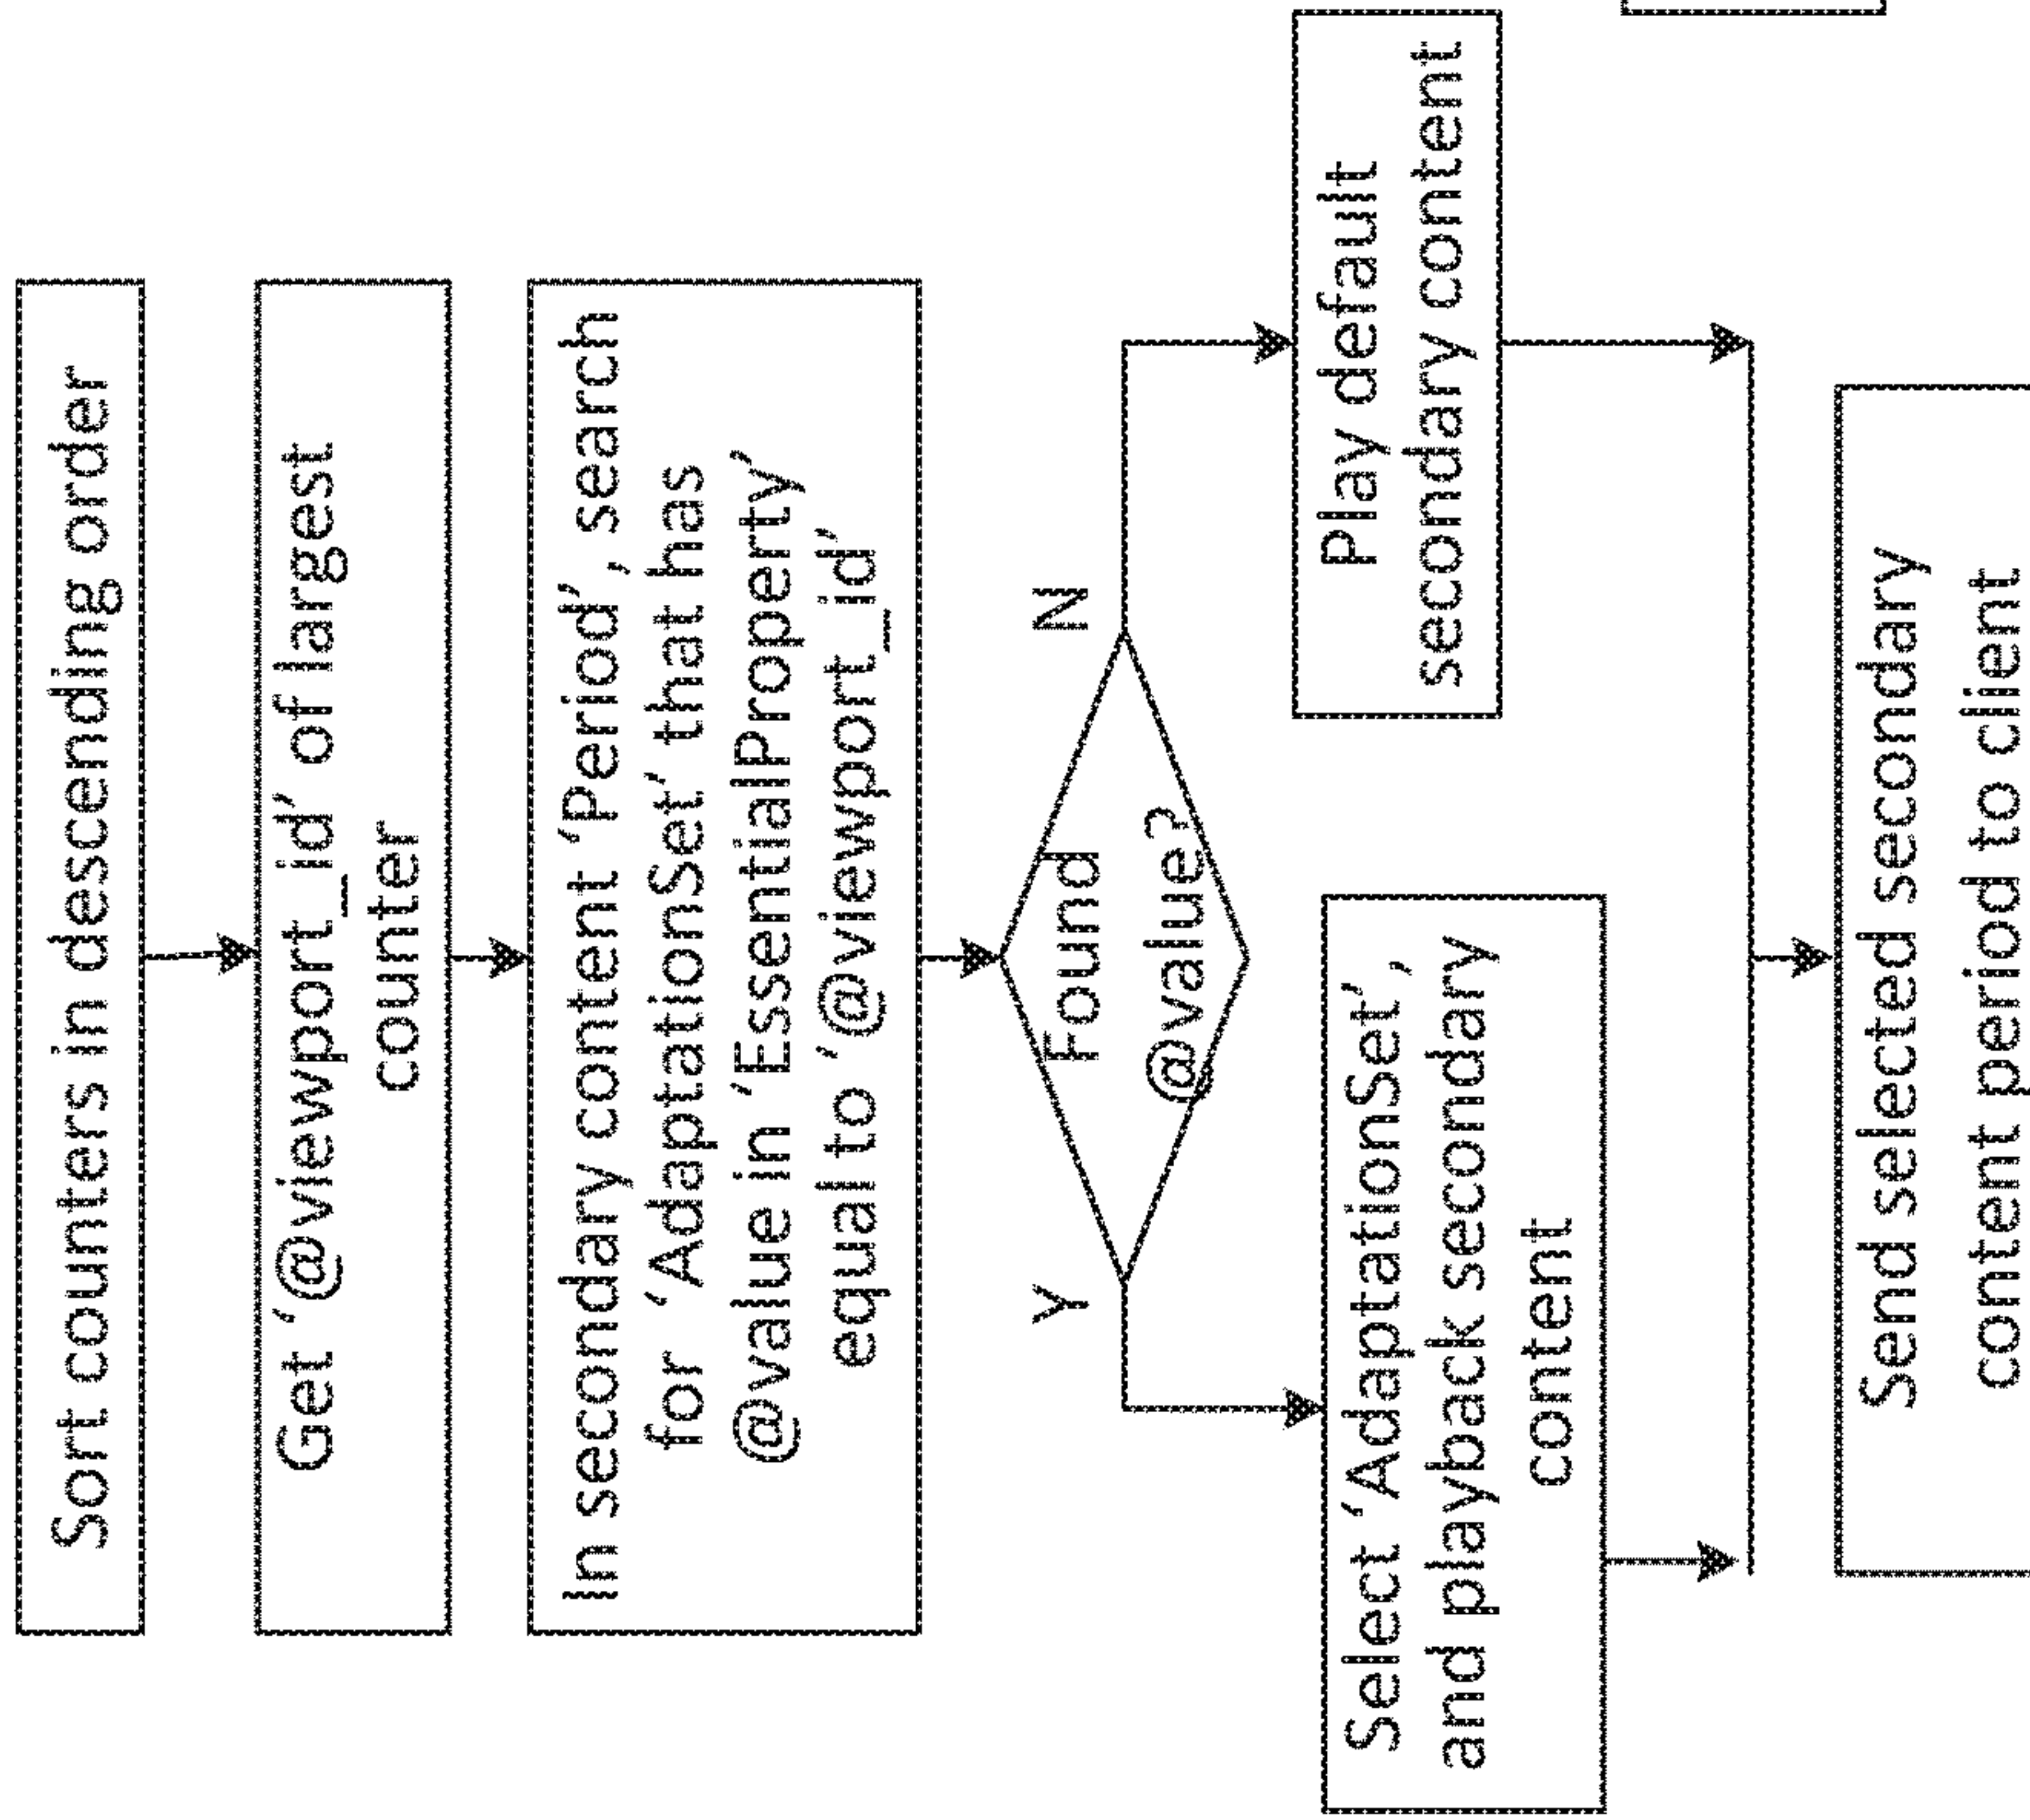 Sort counters in descending order
Get ‘@viewport_id’ of largest
counter
In secondary content ‘Period’, search
for ‘AdaptationSet’ that has
@value in ‘EssentialProperty’
equal to ‘@viewport_id’
Found
@value?
Y
N
Select ‘AdaptationSet’,
and playback secondary
content
Play default
secondary content
Send selected secondary
content period to client